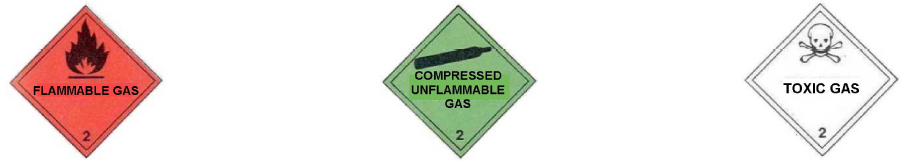 FLAMMABLE GAS
2
COMPRESSED
UNFLAMMABLE
GAS
2
TOXIC GAS
2